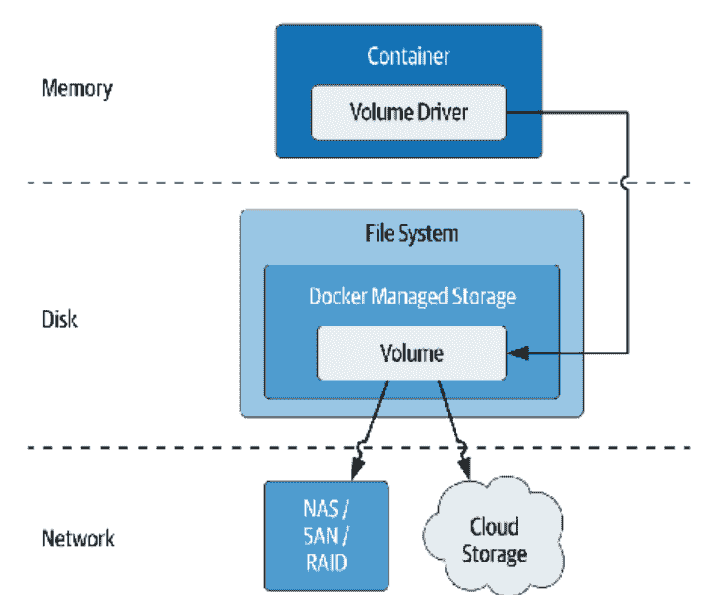 Memory
Container
Volume Driver
File System
Docker Managed Storage
Disk
Volume
Network
NAS /
SAN /
RAID
Cloud
Storage